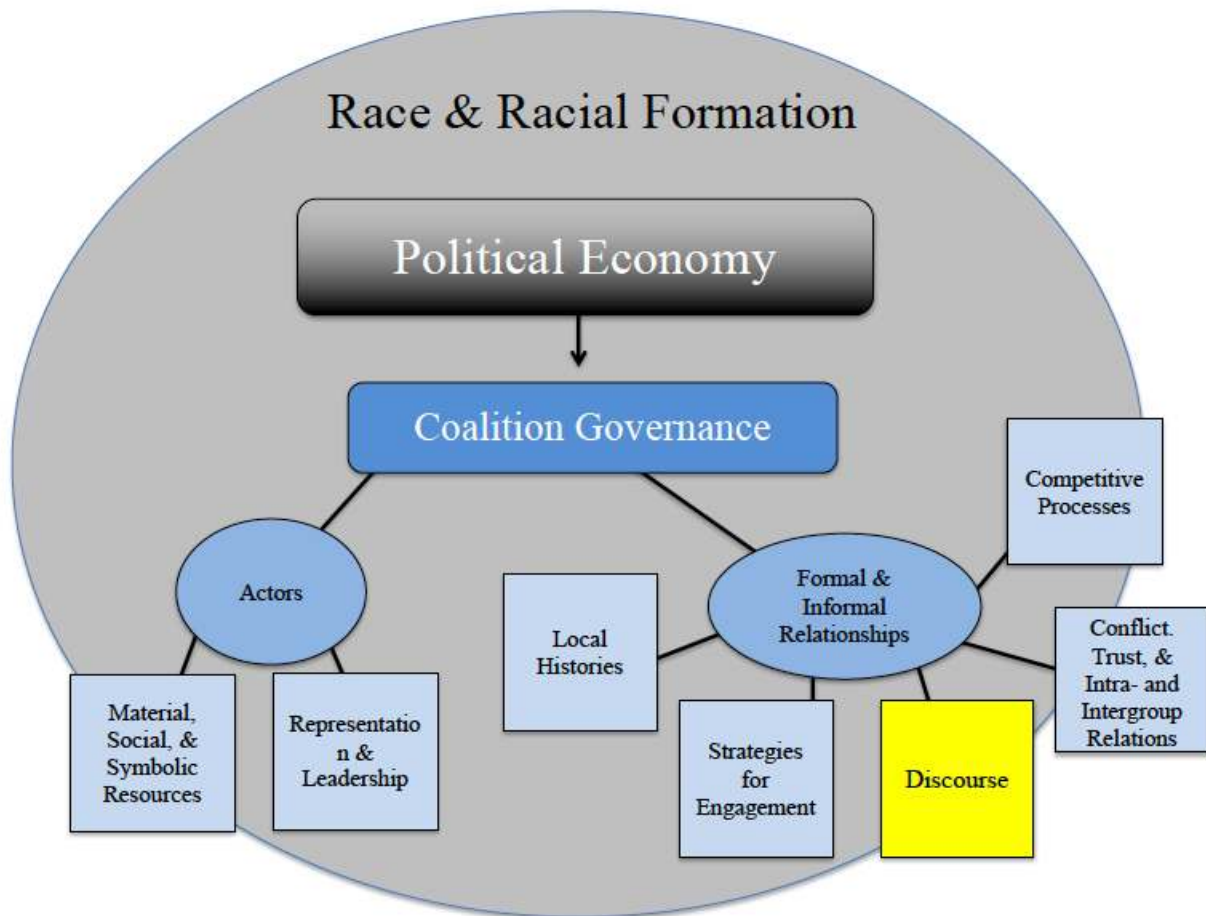 Race & Racial Formation
Political Economy
Coalition Governance
Competitive
Processes
Actors
Formal &
Informal
Relationships
Local
Histories
Conflict.
Trust, &
Intra- and
Intergroup
Relations
Material,
Social, &
Symbolic
Resources
Representatio
n &
Leadership
Strategies
for
Engagement
Discourse